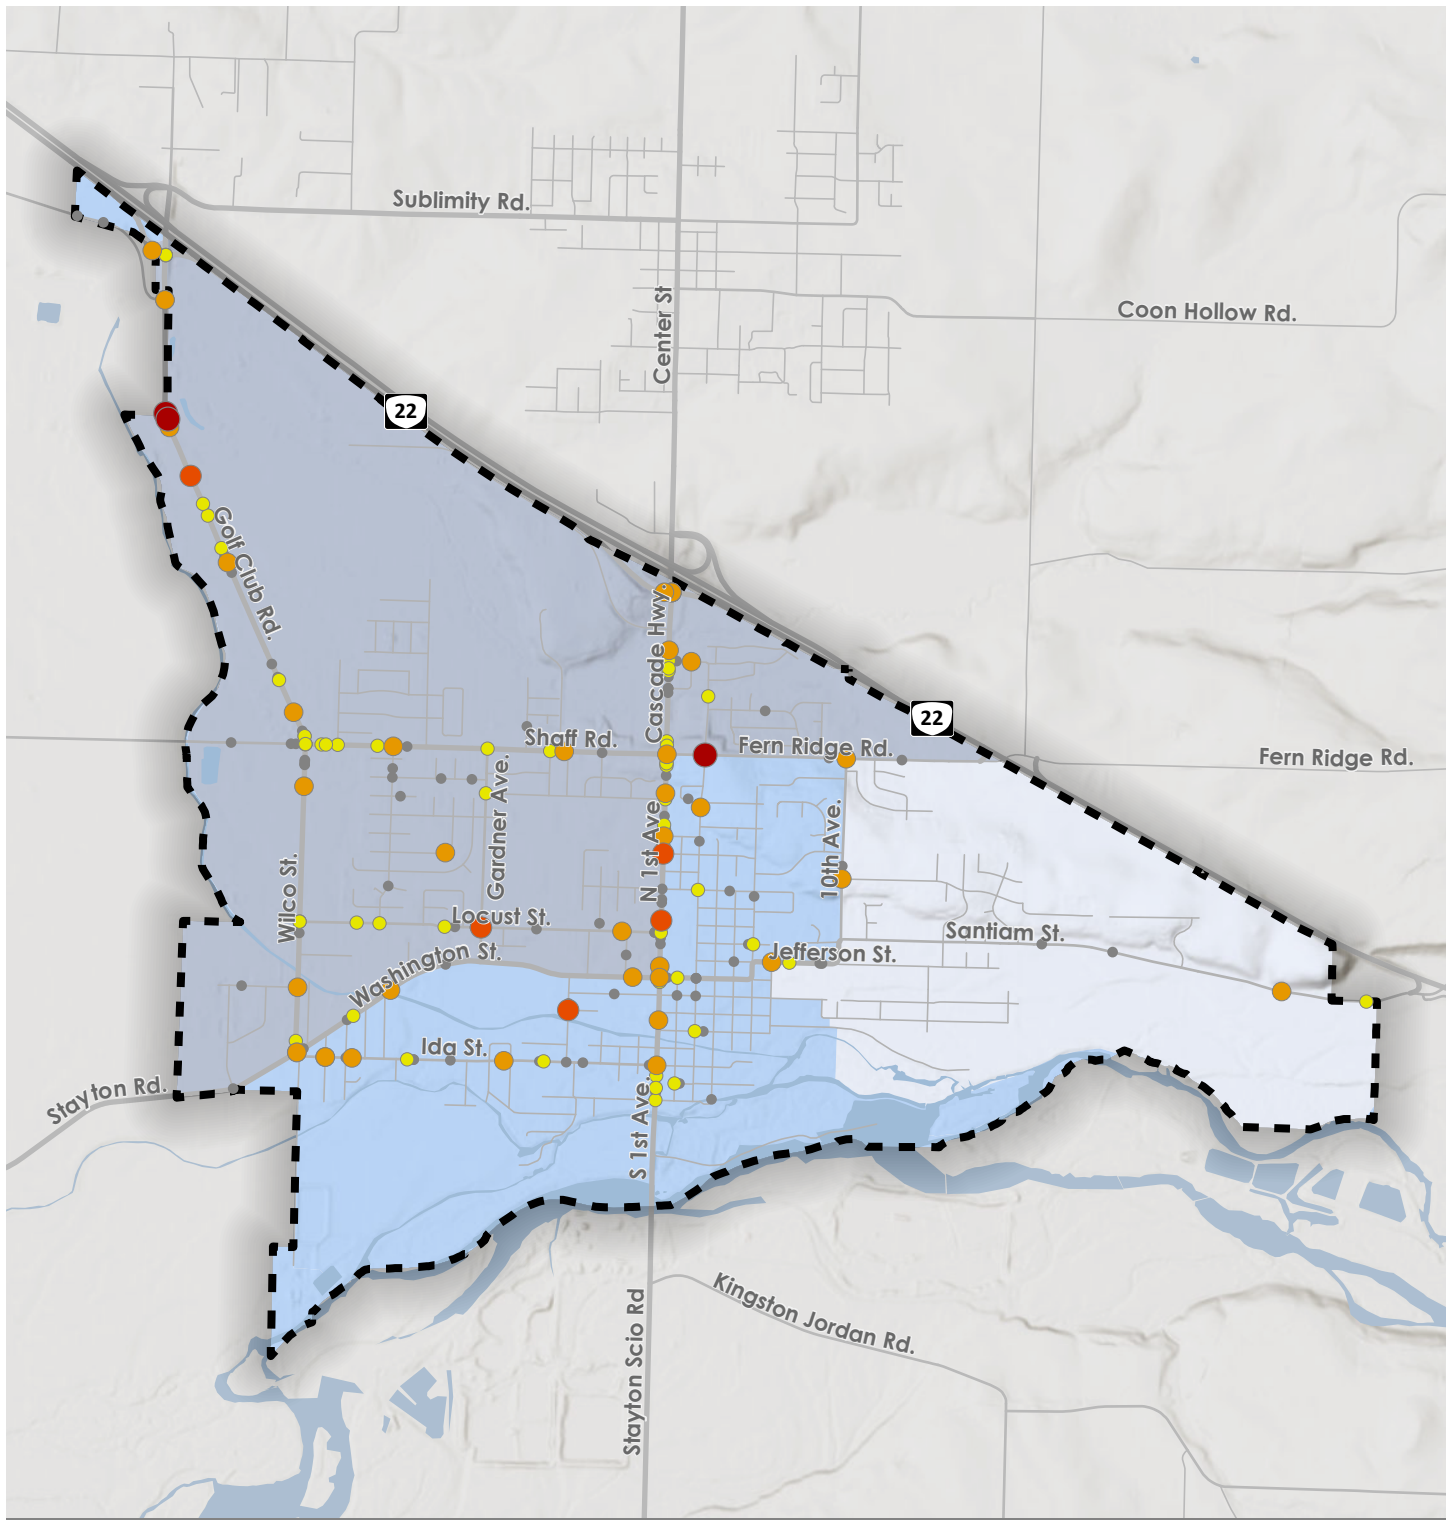 Sublimity Rd.
Center St
Coon Hollow Rd.
22
Golf Club Rd.
Cascade Hwy.
22
Shaff Rd.
Fern Ridge Rd.
Fern Ridge Rd.
Gardner Ave.
N 1st Ave.
10th Ave.
Wilco St.
Locust St.
Santiam St.
Washington St.
Jefferson St.
Ida St.
Stayton Rd.
S 1st Ave.
Kingston Jordan Rd.
Stayton Scio Rd